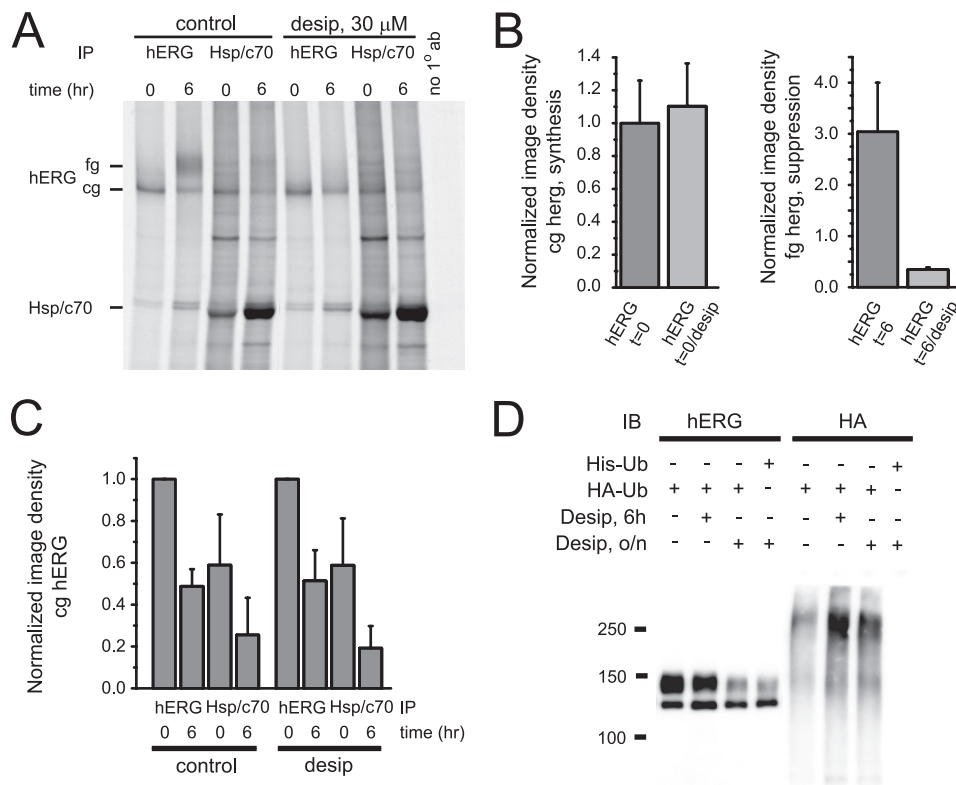 A
control
desip, 30 μM
IP
hERG
Hsp/c70
hERG
Hsp/c70
no 1° ab
time (hr)
0
6
0
6
0
6
0
6
fg
hERG
cg
Hsp/c70
B
Normalized image density
cg herg, synthesis
1.4
1.2
1.0
0.8
0.6
0.4
0.2
0.0
hERG
t=0
hERG
t=0/desip
Normalized image density
fg herg, suppression
4.0
3.0
2.0
1.0
0.0
hERG
t=6
hERG
t=6/desip
C
Normalized image density
cg hERG
1.0
0.8
0.6
0.4
0.2
0.0
hERG Hsp/c70 hERG Hsp/c70 IP
0 6 0 6 0 6 0 6 time (hr)
control
desip
D
IB
hERG
HA
His-Ub - - - + - - - +
HA-Ub + + + - + + + -
Desip, 6h - + - - - + - -
Desip, o/n - - + + - - + +
250
150
100